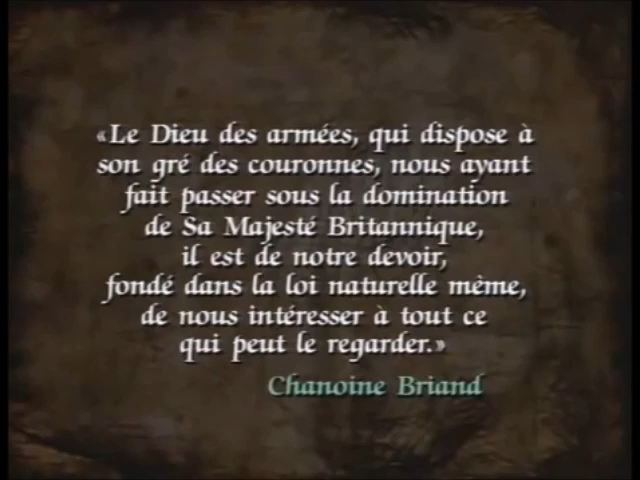 «Le Dieu des armées, qui dispose à
son gré des couronnes, nous ayant
fait passer sous la domination
de Sa Majesté Britannique,
il est de notre devoir,
fondé dans la loi naturelle même,
de nous intéresser à tout ce
qui peut le regarder.»
Chanoine Briand